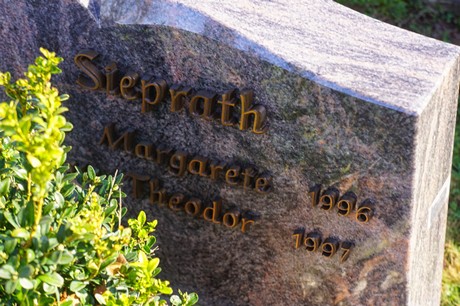 Sieprath
Margarete 1996
Theodor 1997